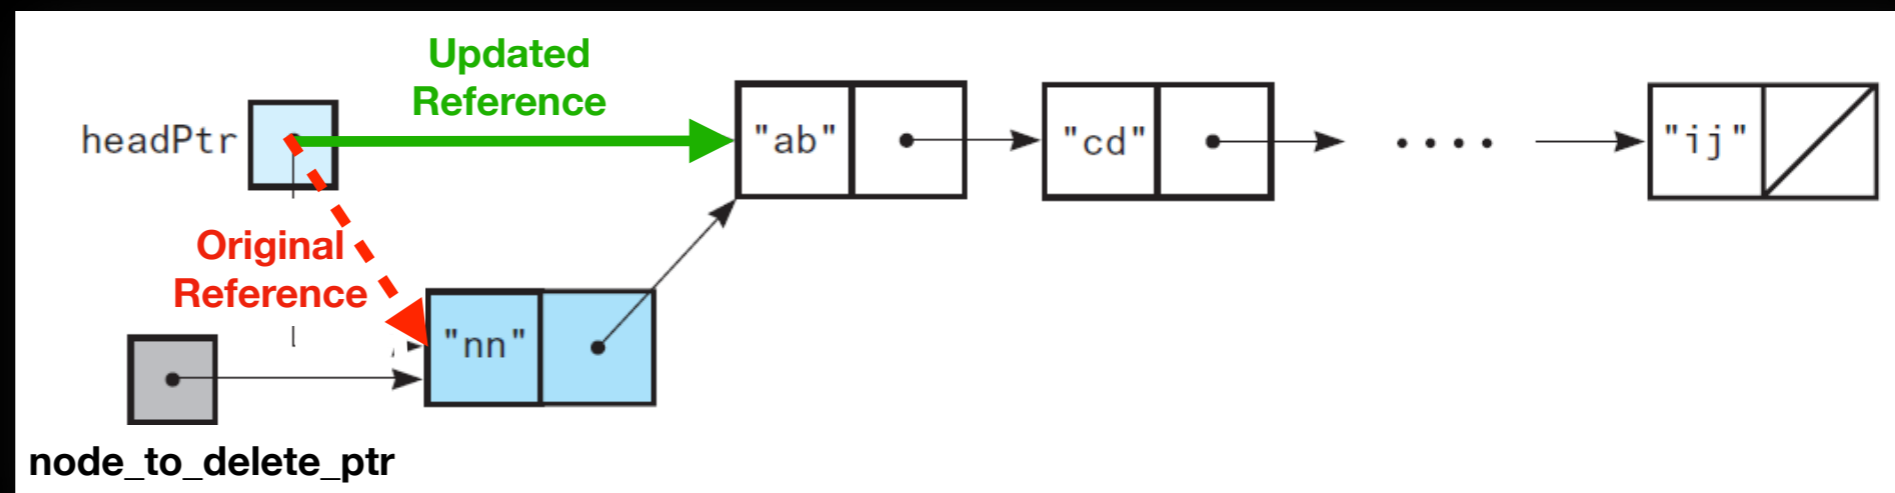 Updated
Reference
headPtr
"ab"
"cd"
"ij"
Original
Reference
"nn"
node_to_delete_ptr